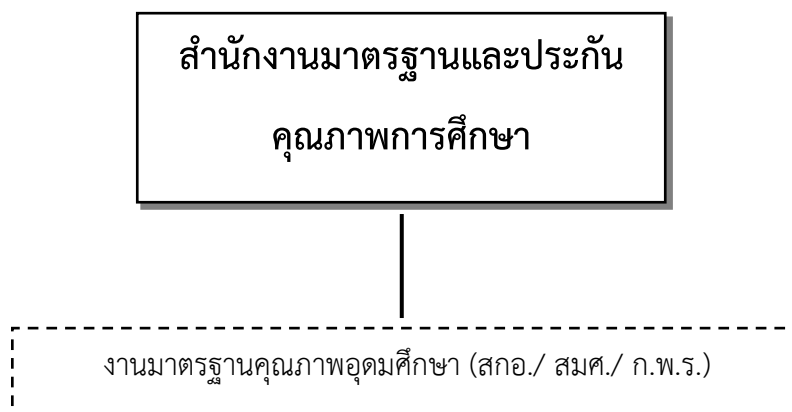 สำนักงานมาตรฐานและประกัน
คุณภาพการศึกษา
งานมาตรฐานคุณภาพอุดมศึกษา (สกอ./ สมศ./ ก.พ.ร.)